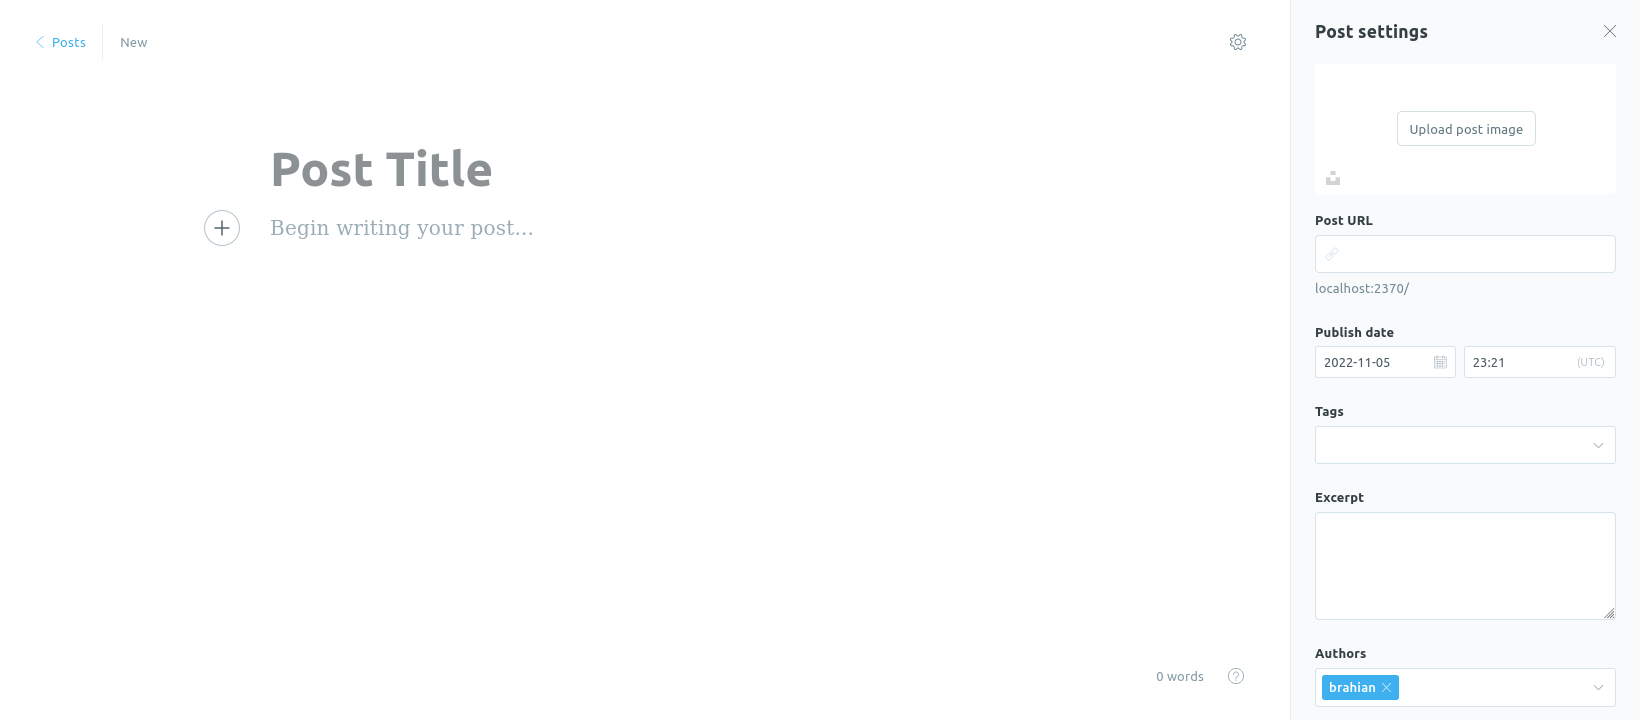 Posts
New
Post Title
Begin writing your post...
0 words
?
Post settings
Upload post image
Post URL
localhost:2370/
Publish date
2022-11-05
23:21 (UTC)
Tags
Excerpt
Authors
brahian